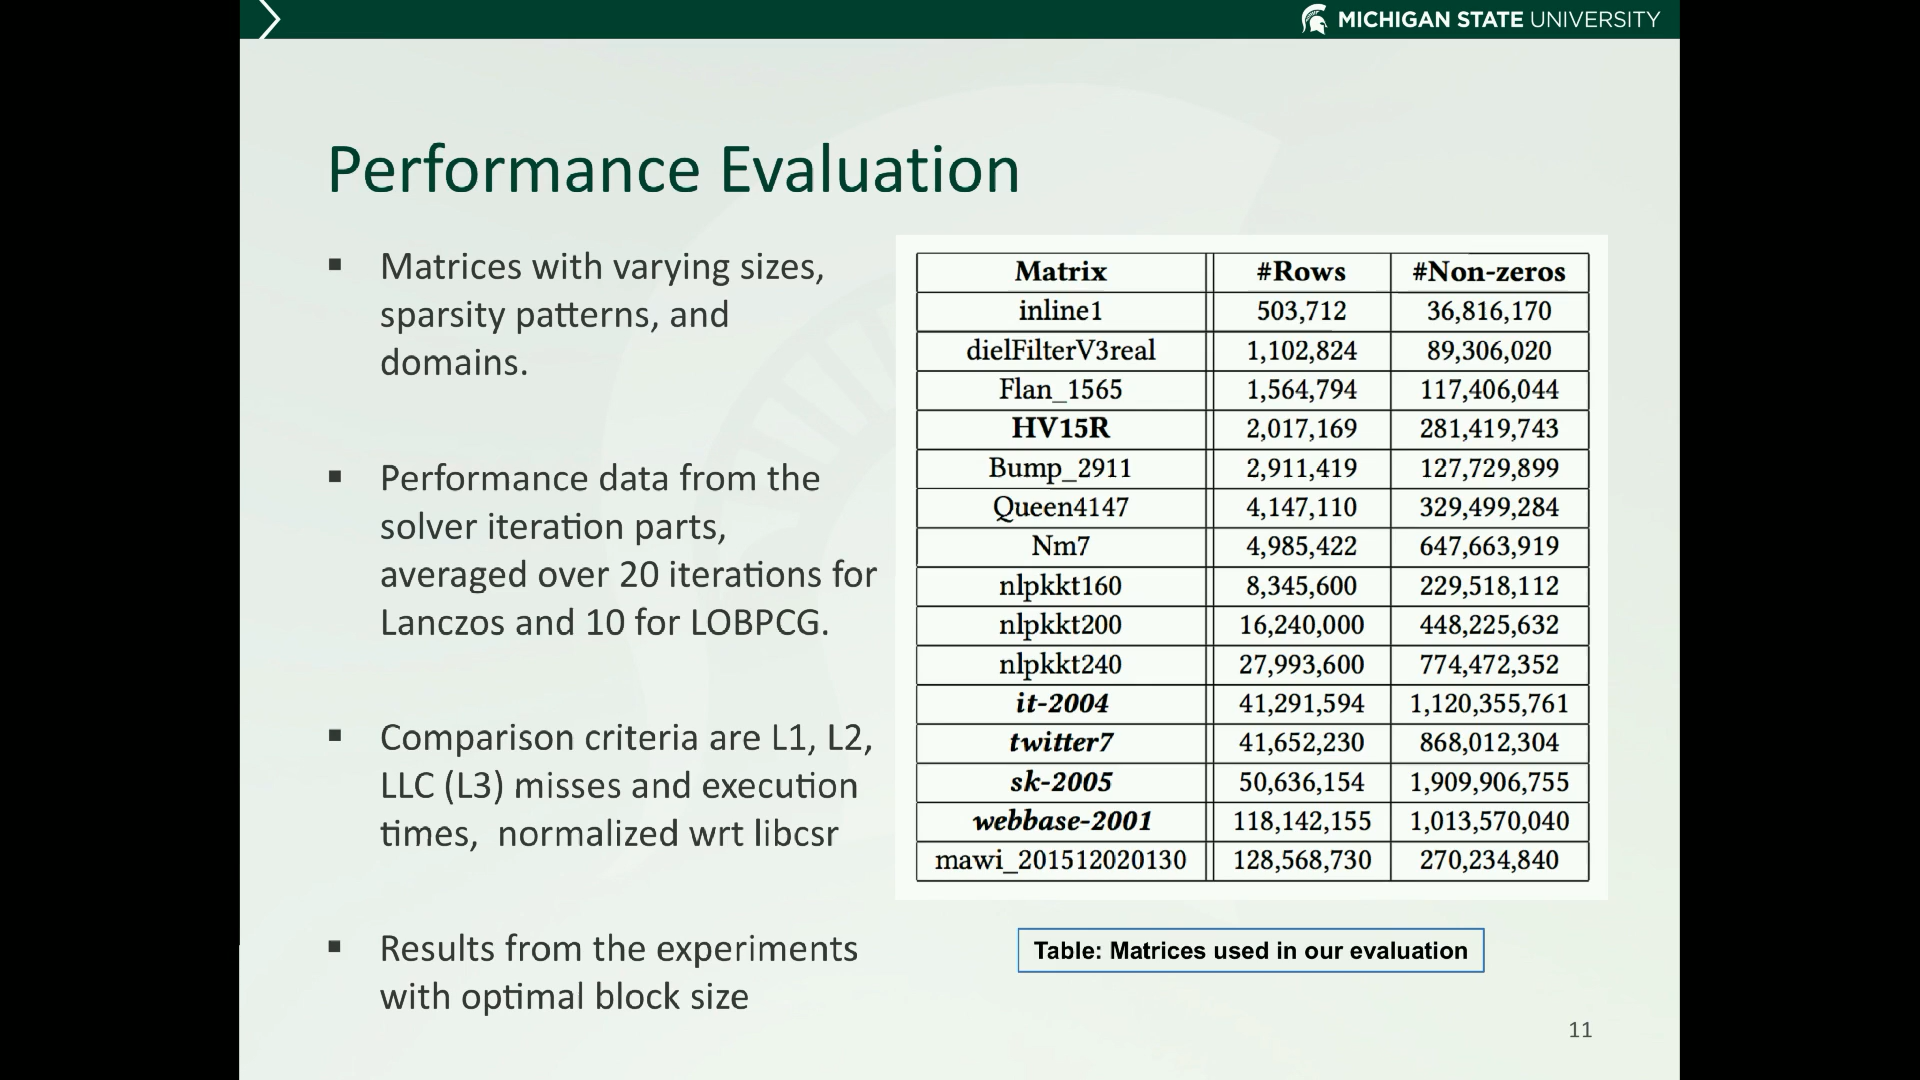 MICHIGAN STATE UNIVERSITY
Performance Evaluation
▪ Matrices with varying sizes,
sparsity patterns, and
domains.
▪ Performance data from the
solver iteration parts,
averaged over 20 iterations for
Lanczos and 10 for LOBPCG.
▪ Comparison criteria are L1, L2,
LLC (L3) misses and execution
times, normalized wrt libcsr
▪ Results from the experiments
with optimal block size
Matrix #Rows #Non-zeros
inline1 503,712 36,816,170
dielFilterV3real 1,102,824 89,306,020
Flan_1565 1,564,794 117,406,044
HV15R 2,017,169 281,419,743
Bump_2911 2,911,419 127,729,899
Queen4147 4,147,110 329,499,284
Nm7 4,985,422 647,663,919
nlpkkt160 8,345,600 229,518,112
nlpkkt200 16,240,000 448,225,632
nlpkkt240 27,993,600 774,472,352
it-2004 41,291,594 1,120,355,761
twitter7 41,652,230 868,012,304
sk-2005 50,636,154 1,909,906,755
webbase-2001 118,142,155 1,013,570,040
mawi_201512020130 128,568,730 270,234,840
Table: Matrices used in our evaluation
11